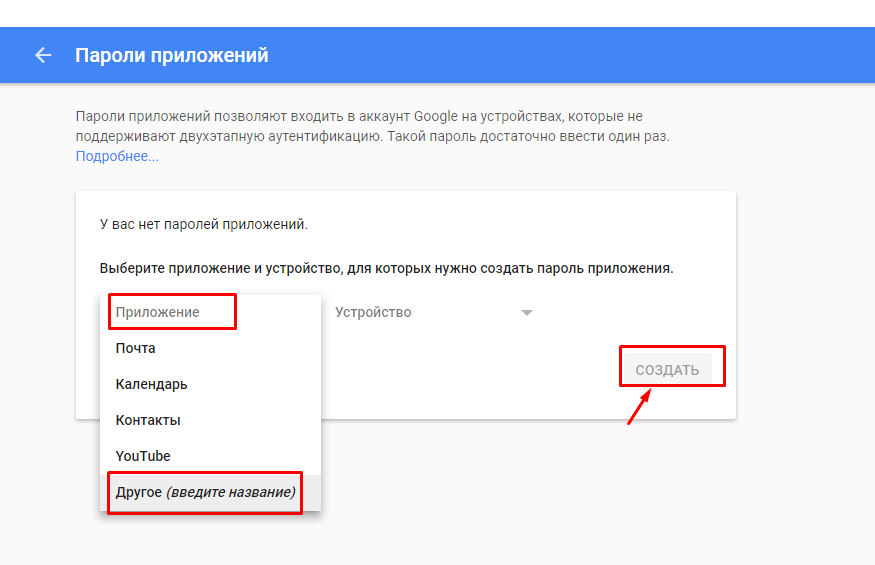 Пароли приложений
Пароли приложений позволяют входить в аккаунт Google на устройствах, которые не
поддерживают двухэтапную аутентификацию. Такой пароль достаточно ввести один раз.
Подробнее...
У вас нет паролей приложений.
Выберите приложение и устройство, для которых нужно создать пароль приложения.
Приложение
Устройство
Почта
СОЗДАТЬ
Календарь
Контакты
YouTube
Другое (введите название)